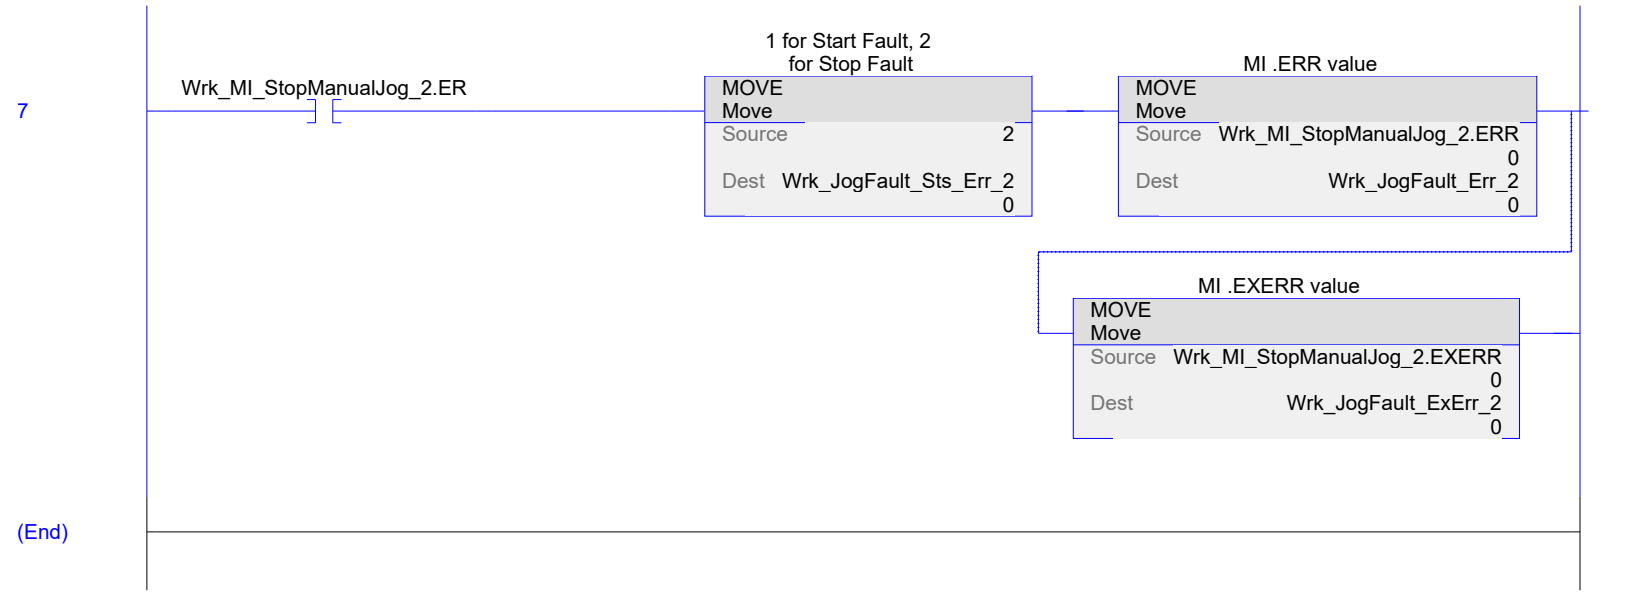 1 for Start Fault, 2
for Stop Fault
MI .ERR value
Wrk_MI_StopManualJog_2.ER
MOVE
MOVE
7
Move
Move
Source 2
Source Wrk_MI_StopManualJog_2.ERR
0
Dest Wrk_JogFault_Sts_Err_2
0
Dest Wrk_JogFault_Err_2
0
MI .EXERR value
MOVE
Move
Source Wrk_MI_StopManualJog_2.EXERR
0
Dest Wrk_JogFault_ExErr_2
0
(End)